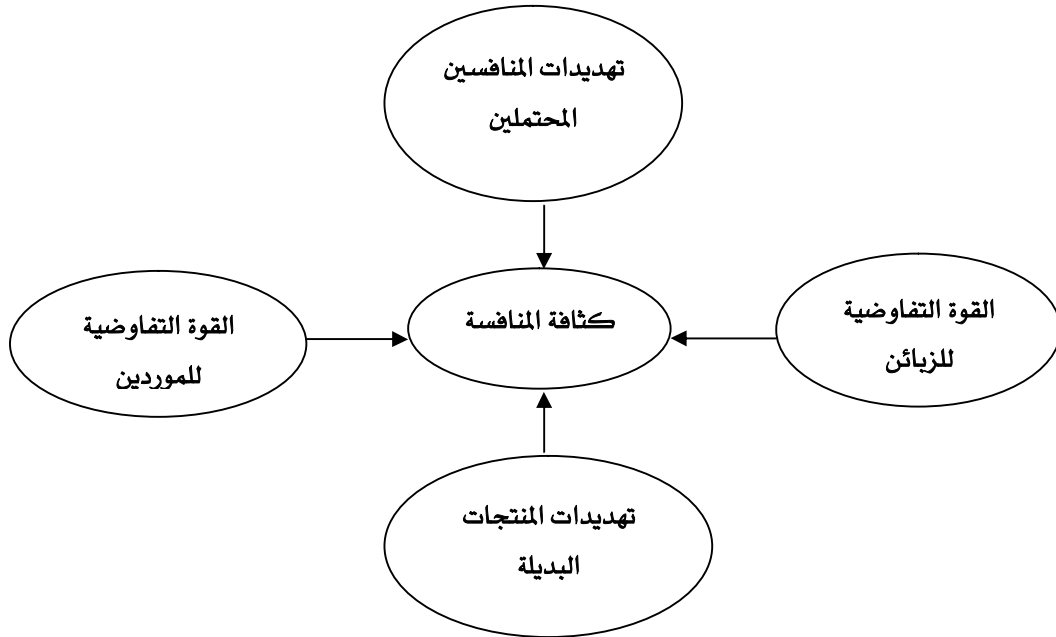 تهديدات المنافسين
المحتملين
القوة التفاوضية
للزبائن
كثافة المنافسة
القوة التفاوضية
للموردين
تهديدات المنتجات
البديلة